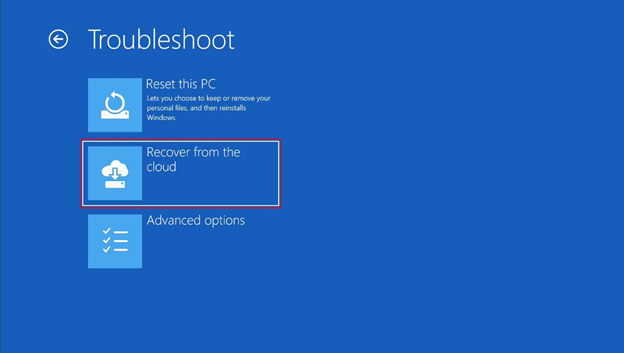 Troubleshoot
Reset this PC
Lets you choose to keep or remove your
personal files, and then reinstalls
Windows.
Recover from the
cloud
Advanced options